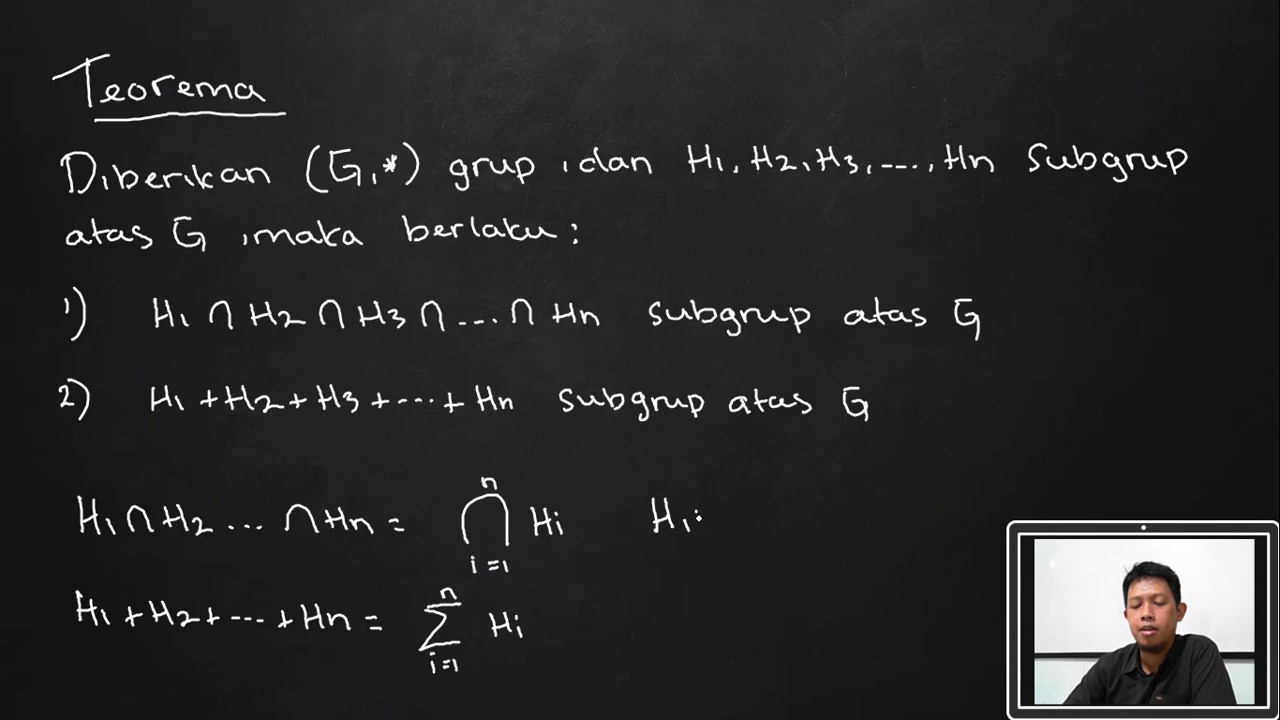 Teorema
Diberikan (G,*) grup, dan H1, H2, H3, ..., Hn subgrup
atas G, maka berlaku:
1) H1 ∩ H2 ∩ H3 ∩ ... ∩ Hn subgrup atas G
2) H1 + H2 + H3 + ... + Hn subgrup atas G
n
H1 ∩ H2 ... ∩ Hn = ⋂ Hi H1:
i=1
n
H1 + H2 + ... + Hn = Σ Hi
i=1